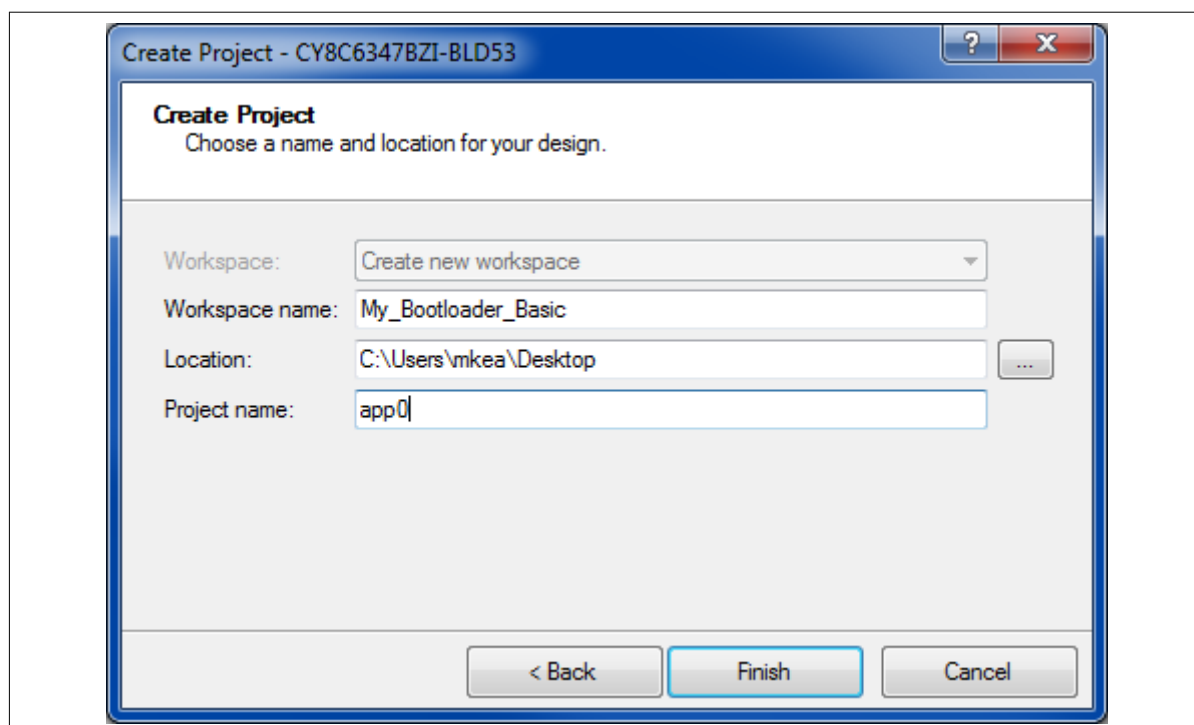 Create Project - CY8C6347BZI-BLD53
?
X
Create Project
Choose a name and location for your design.
Workspace: Create new workspace
Workspace name: My_Bootloader_Basic
Location: C:\Users\mkea\Desktop ...
Project name: app0
< Back Finish Cancel